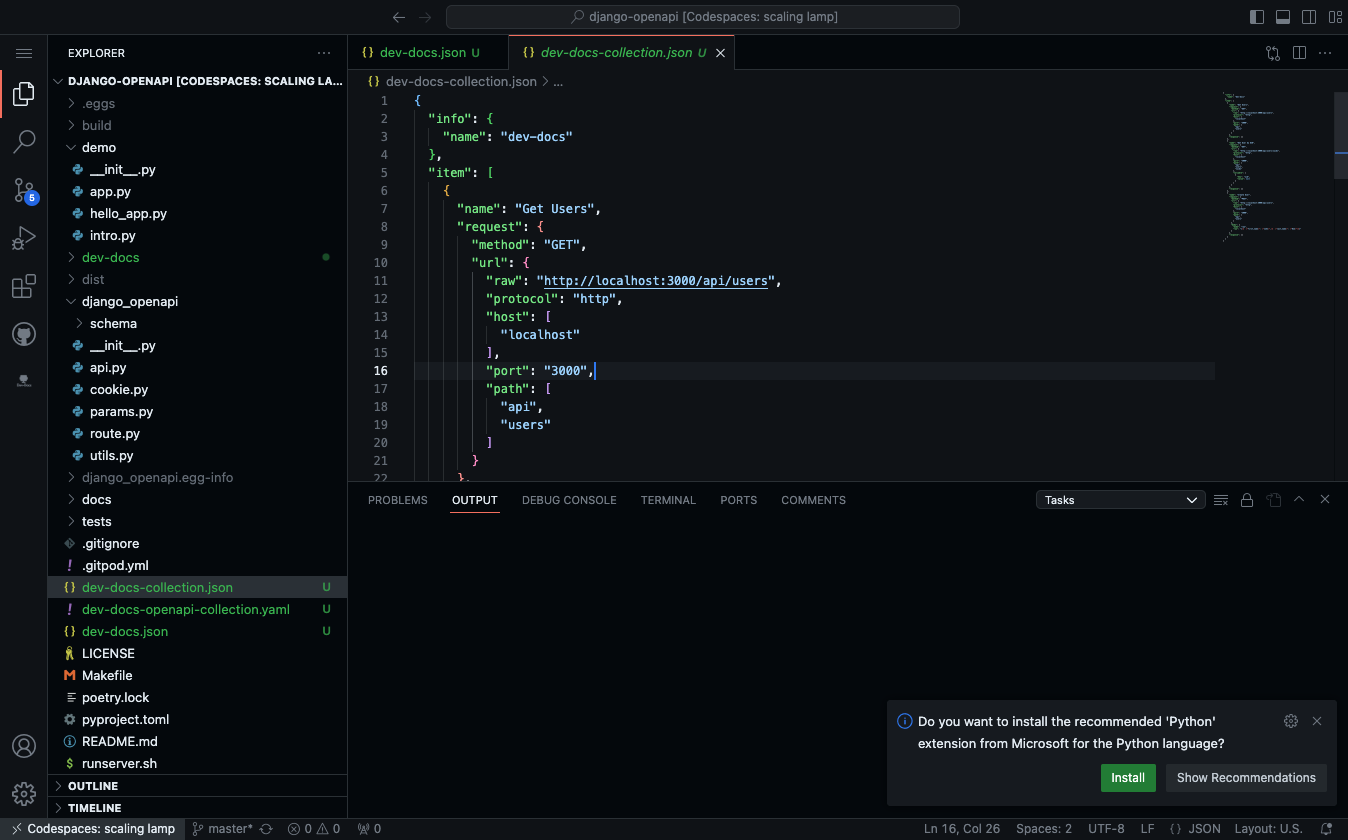 django-openapi [Codespaces: scaling lamp]
EXPLORER
DJANGO-OPENAPI [CODESPACES: SCALING LA...
.eggs
build
demo
__init__.py
app.py
hello_app.py
intro.py
dev-docs
dist
django_openapi
schema
__init__.py
api.py
cookie.py
params.py
route.py
utils.py
django_openapi.egg-info
docs
tests
.gitignore
! .gitpod.yml
{} dev-docs-collection.json U
! dev-docs-openapi-collection.yaml U
{} dev-docs.json U
LICENSE
M Makefile
poetry.lock
pyproject.toml
README.md
$ runserver.sh
OUTLINE
TIMELINE
5
{} dev-docs.json U
{} dev-docs-collection.json U
{} dev-docs-collection.json > ...
1 {
2 "info": {
3 "name": "dev-docs"
4 },
5 "item": [
6 {
7 "name": "Get Users",
8 "request": {
9 "method": "GET",
10 "url": {
11 "raw": "http://localhost:3000/api/users",
12 "protocol": "http",
13 "host": [
14 "localhost"
15 ],
16 "port": "3000",
17 "path": [
18 "api",
19 "users"
20 ]
21 }
22 },
PROBLEMS OUTPUT DEBUG CONSOLE TERMINAL PORTS COMMENTS
Tasks
Do you want to install the recommended 'Python'
extension from Microsoft for the Python language?
Install Show Recommendations
Codespaces: scaling lamp master* 0 0 0
Ln 16, Col 26 Spaces: 2 UTF-8 LF {} JSON Layout: U.S.